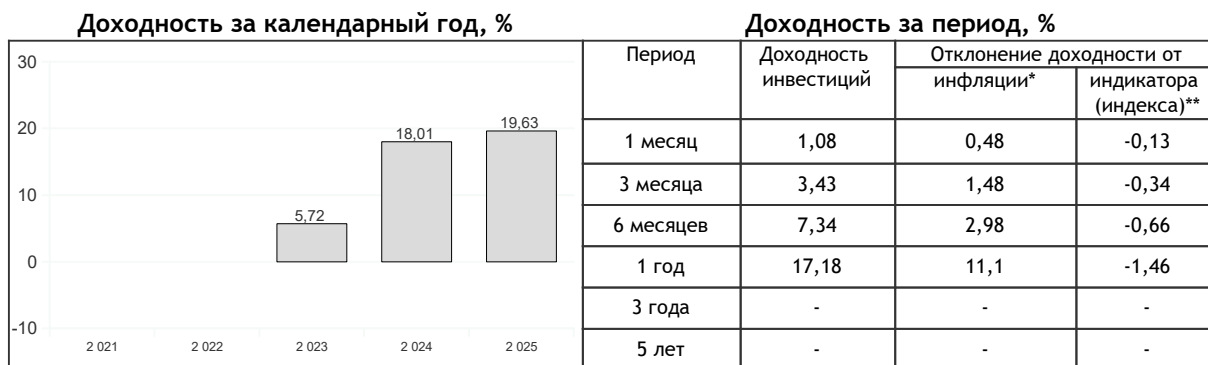 Доходность за календарный год, %
30
20
10
0
-10
5,72
18,01
19,63
2 021 2 022 2 023 2 024 2 025
Доходность за период, %
Период Доходность инвестиций Отклонение доходности от
инфляции* индикатора (индекса)**
1 месяц 1,08 0,48 -0,13
3 месяца 3,43 1,48 -0,34
6 месяцев 7,34 2,98 -0,66
1 год 17,18 11,1 -1,46
3 года - - -
5 лет - - -